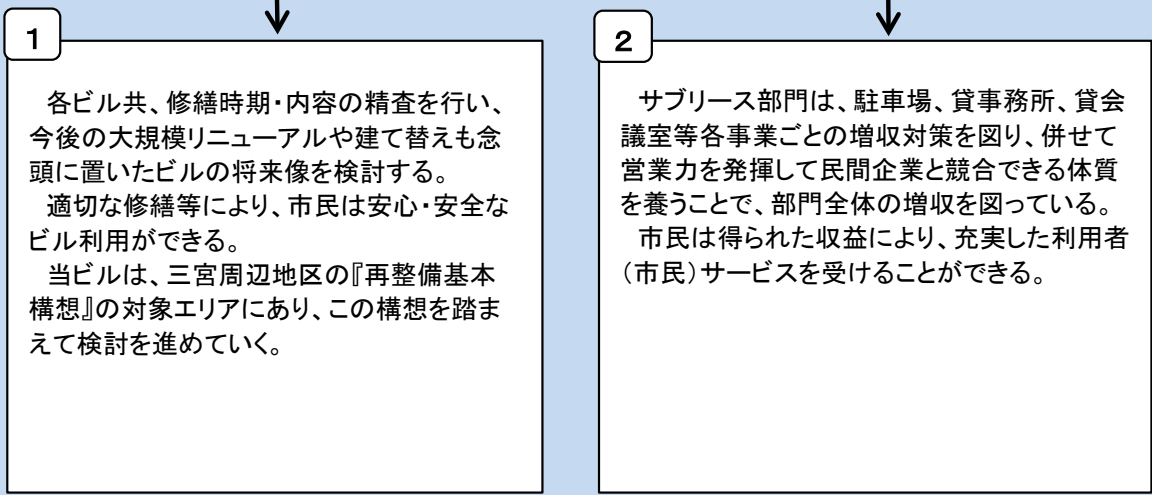 1
各ビル共、修繕時期・内容の精査を行い、
今後の大規模リニューアルや建て替えも念
頭に置いたビルの将来像を検討する。
適切な修繕等により、市民は安心・安全な
ビル利用ができる。
当ビルは、三宮周辺地区の『再整備基本
構想』の対象エリアにあり、この構想を踏ま
えて検討を進めていく。
2
サブリース部門は、駐車場、貸事務所、貸会
議室等各事業ごとの増収対策を図り、併せて
営業力を発揮して民間企業と競合できる体質
を養うことで、部門全体の増収を図っている。
市民は得られた収益により、充実した利用者
(市民)サービスを受けることができる。